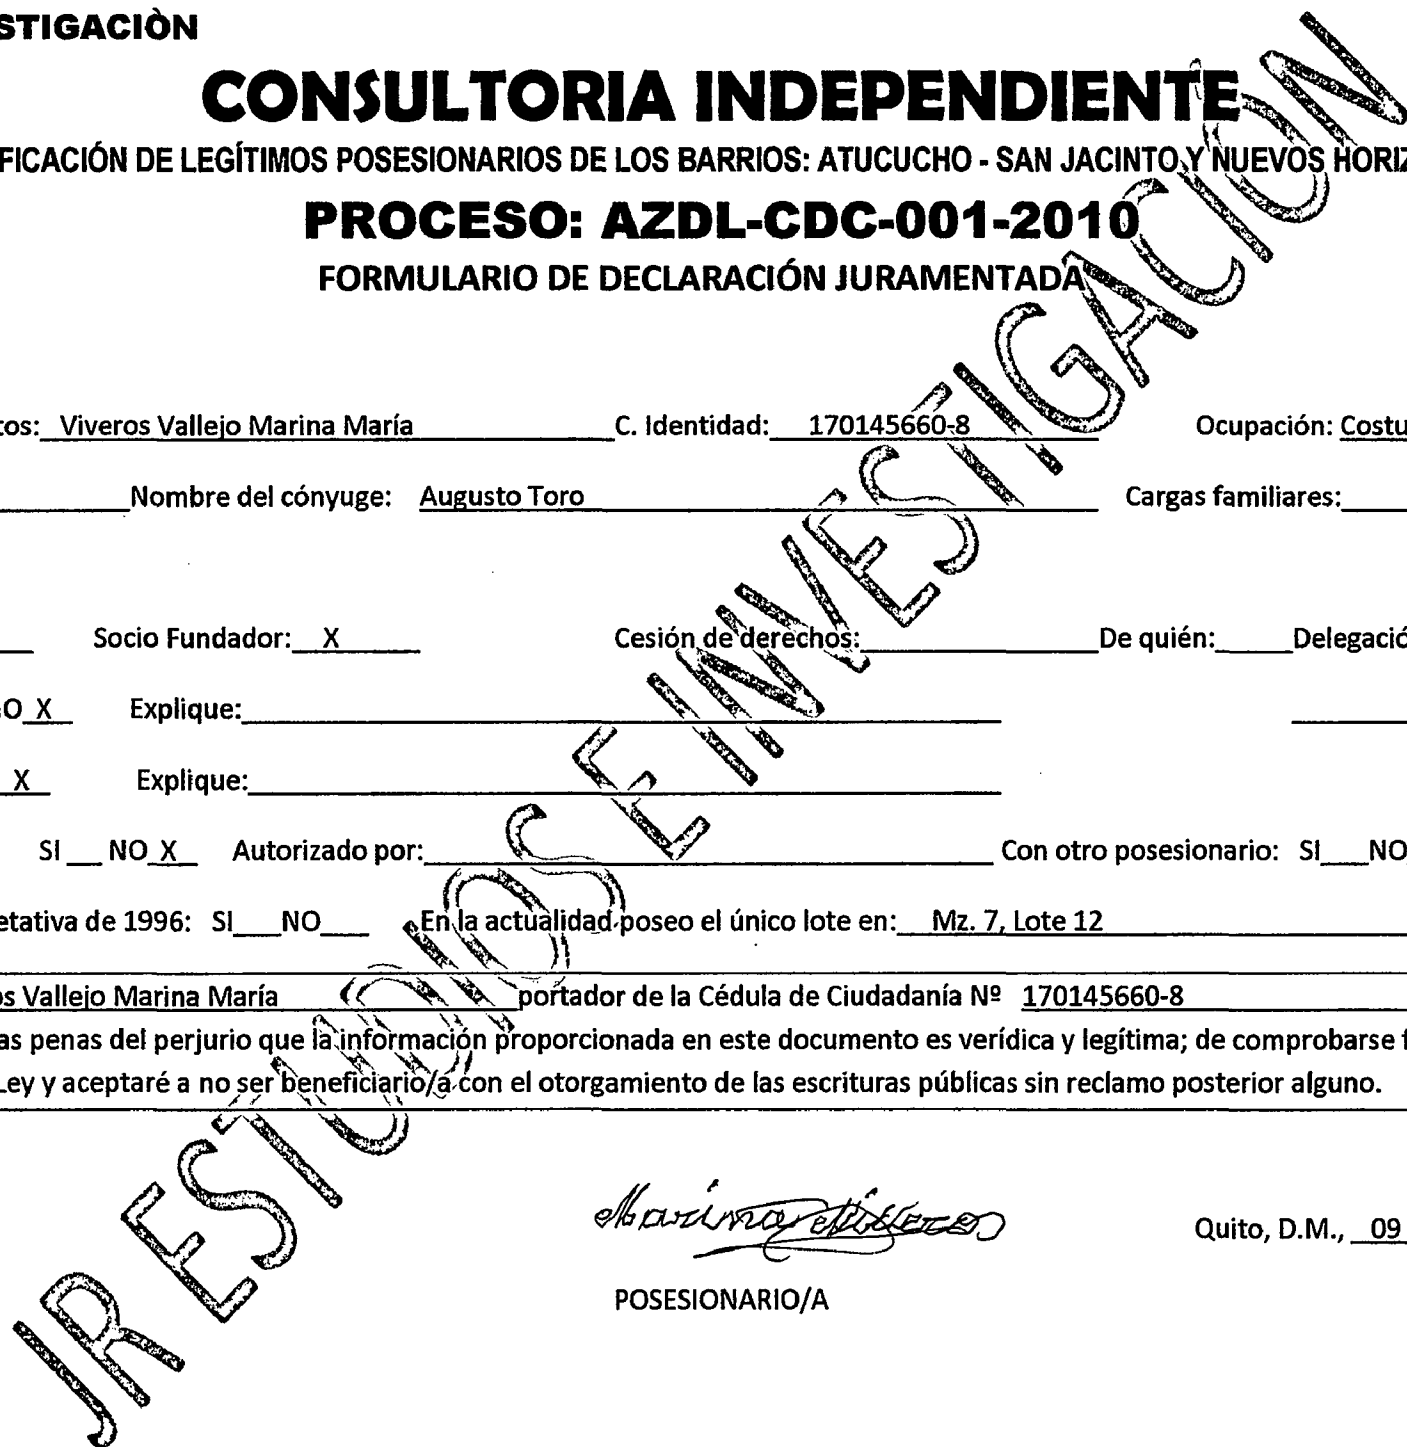 STIGACIÒN
CONSULTORIA INDEPENDIENTE
FICACIÓN DE LEGÍTIMOS POSESIONARIOS DE LOS BARRIOS: ATUCUCHO - SAN JACINTO Y NUEVOS HORIZ
PROCESO: AZDL-CDC-001-2010
FORMULARIO DE DECLARACIÓN JURAMENTADA
tos: Viveros Vallejo Marina María C. Identidad: 170145660-8 Ocupación: Costu
Nombre del cónyuge: Augusto Toro Cargas familiares:
Socio Fundador: X Cesión de derechos: De quién: Delegació
O X Explique:
X Explique:
SI NO X Autorizado por: Con otro posesionario: SI NO
etativa de 1996: SI NO En la actualidad poseo el único lote en: Mz. 7, Lote 12
os Vallejo Marina María portador de la Cédula de Ciudadanía Nº 170145660-8
as penas del perjurio que la información proporcionada en este documento es verídica y legítima; de comprobarse f
Ley y aceptaré a no ser beneficiario/a con el otorgamiento de las escrituras públicas sin reclamo posterior alguno.
Marina Viveros
Quito, D.M., 09
POSESIONARIO/A
JR ESTUDIOS E INVESTIGACION